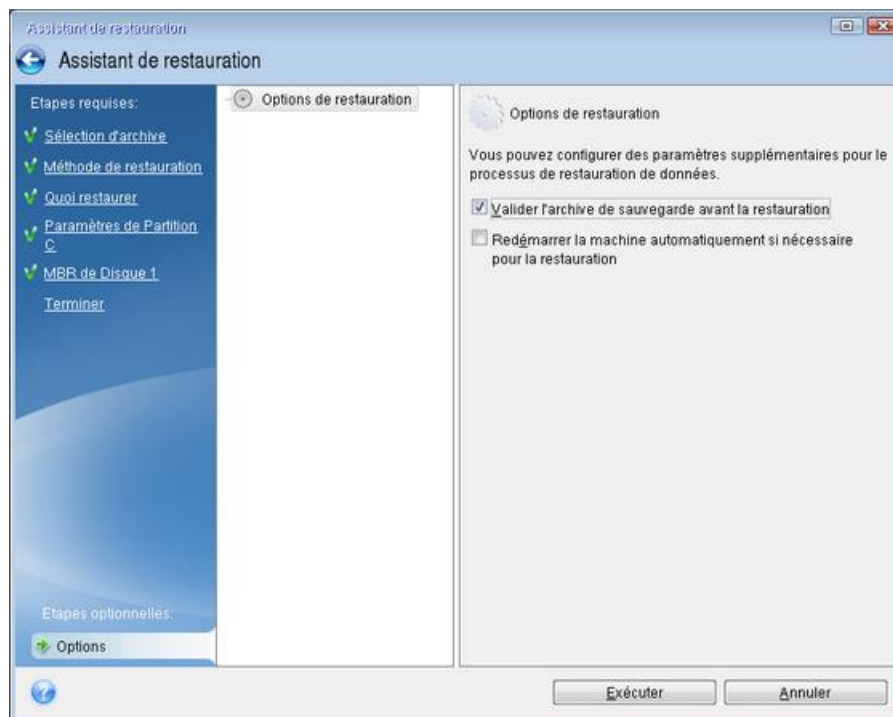 Assistant de restauration
Assistant de restauration
Etapes requises:
Sélection d'archive
Méthode de restauration
Quoi restaurer
Paramètres de Partition
C
MBR de Disque 1
Terminer
Etapes optionnelles:
Options
Options de restauration
Options de restauration
Vous pouvez configurer des paramètres supplémentaires pour le
processus de restauration de données.
Valider l'archive de sauvegarde avant la restauration
Redémarrer la machine automatiquement si nécessaire
pour la restauration
Exécuter
Annuler